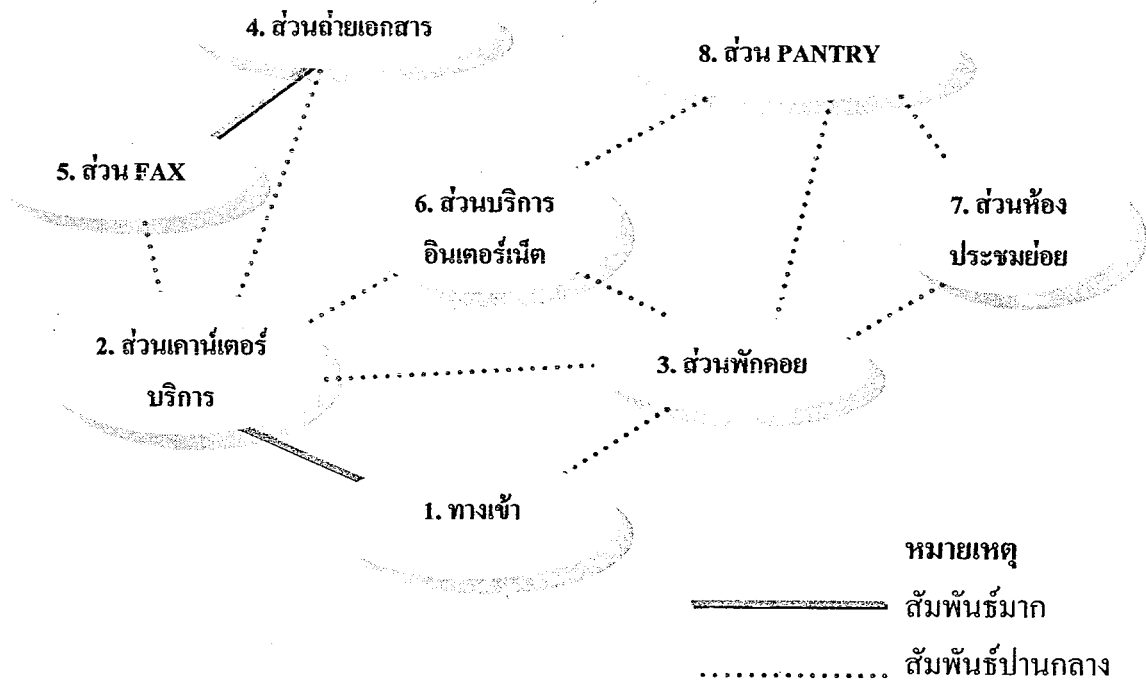 4. ส่วนถ่ายเอกสาร
8. ส่วน PANTRY
5. ส่วน FAX
6. ส่วนบริการ
อินเตอร์เน็ต
7. ส่วนห้อง
ประชมย่อย
2. ส่วนเคาน์เตอร์
บริการ
3. ส่วนพักคอย
1. ทางเข้า
หมายเหตุ
สัมพันธ์มาก
สัมพันธ์ปานกลาง